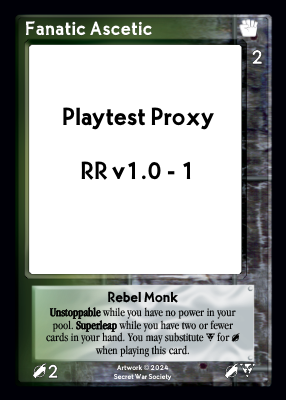 Fanatic Ascetic
2
Playtest Proxy
RR v1.0 - 1
Rebel Monk
Unstoppable while you have no power in your
pool. Superleap while you have two or fewer
cards in hand. You may substitute for
when playing this card.
2
Artwork © 2024
Secret War Society